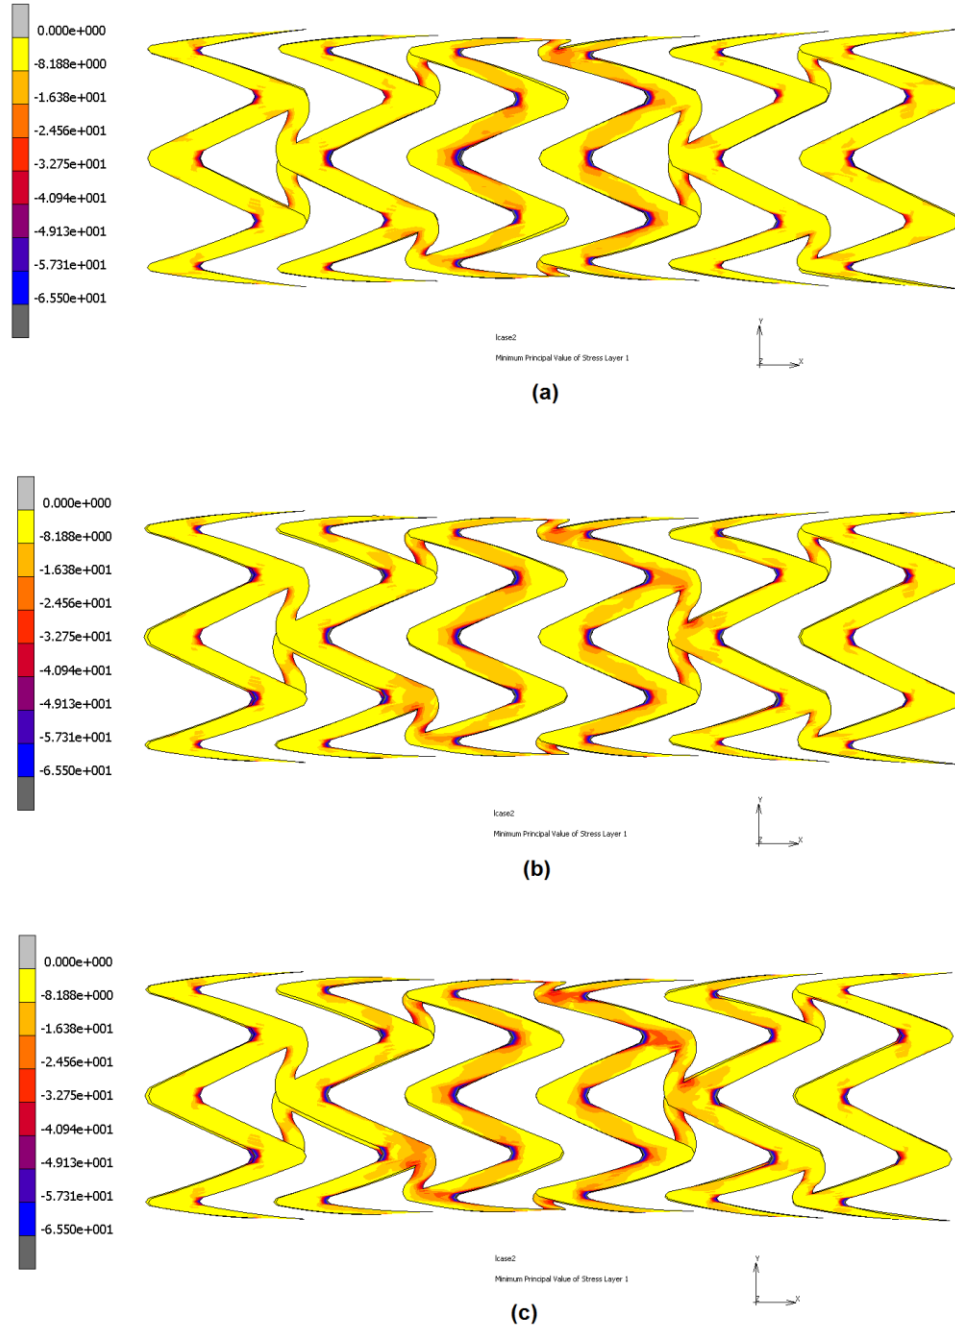 0.000e+000
-8.188e+000
-1.638e+001
-2.456e+001
-3.275e+001
-4.094e+001
-4.913e+001
-5.731e+001
-6.550e+001
lcase2
Minimum Principal Value of Stress Layer 1
Y
Z X
(a)
0.000e+000
-8.188e+000
-1.638e+001
-2.456e+001
-3.275e+001
-4.094e+001
-4.913e+001
-5.731e+001
-6.550e+001
lcase2
Minimum Principal Value of Stress Layer 1
Y
Z X
(b)
0.000e+000
-8.188e+000
-1.638e+001
-2.456e+001
-3.275e+001
-4.094e+001
-4.913e+001
-5.731e+001
-6.550e+001
lcase2
Minimum Principal Value of Stress Layer 1
Y
Z X
(c)